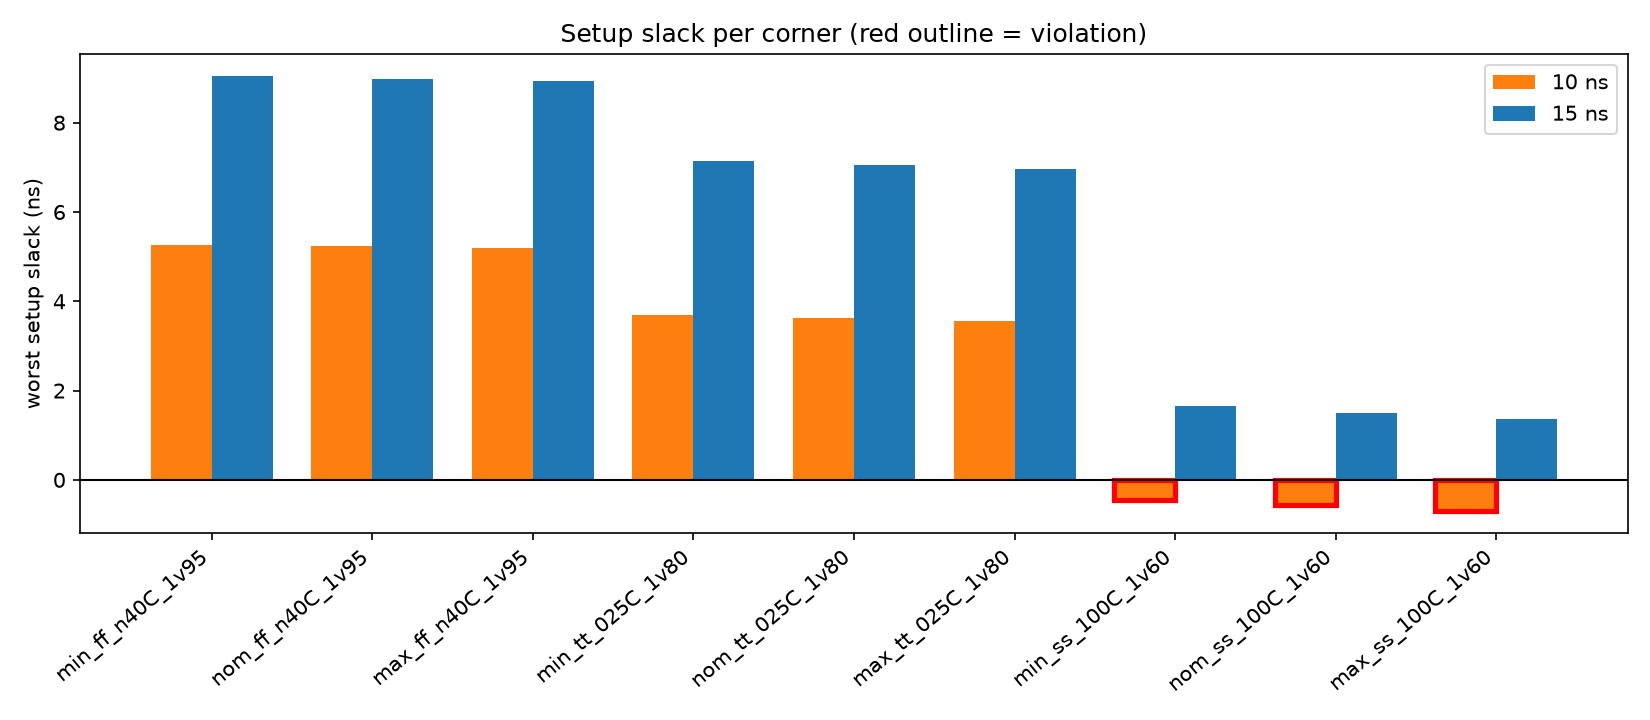 Setup slack per corner (red outline = violation)
10 ns
15 ns
worst setup slack (ns)
8
6
4
2
0
min_ff_n40C_1v95
nom_ff_n40C_1v95
max_ff_n40C_1v95
min_tt_025C_1v80
nom_tt_025C_1v80
max_tt_025C_1v80
min_ss_100C_1v60
nom_ss_100C_1v60
max_ss_100C_1v60